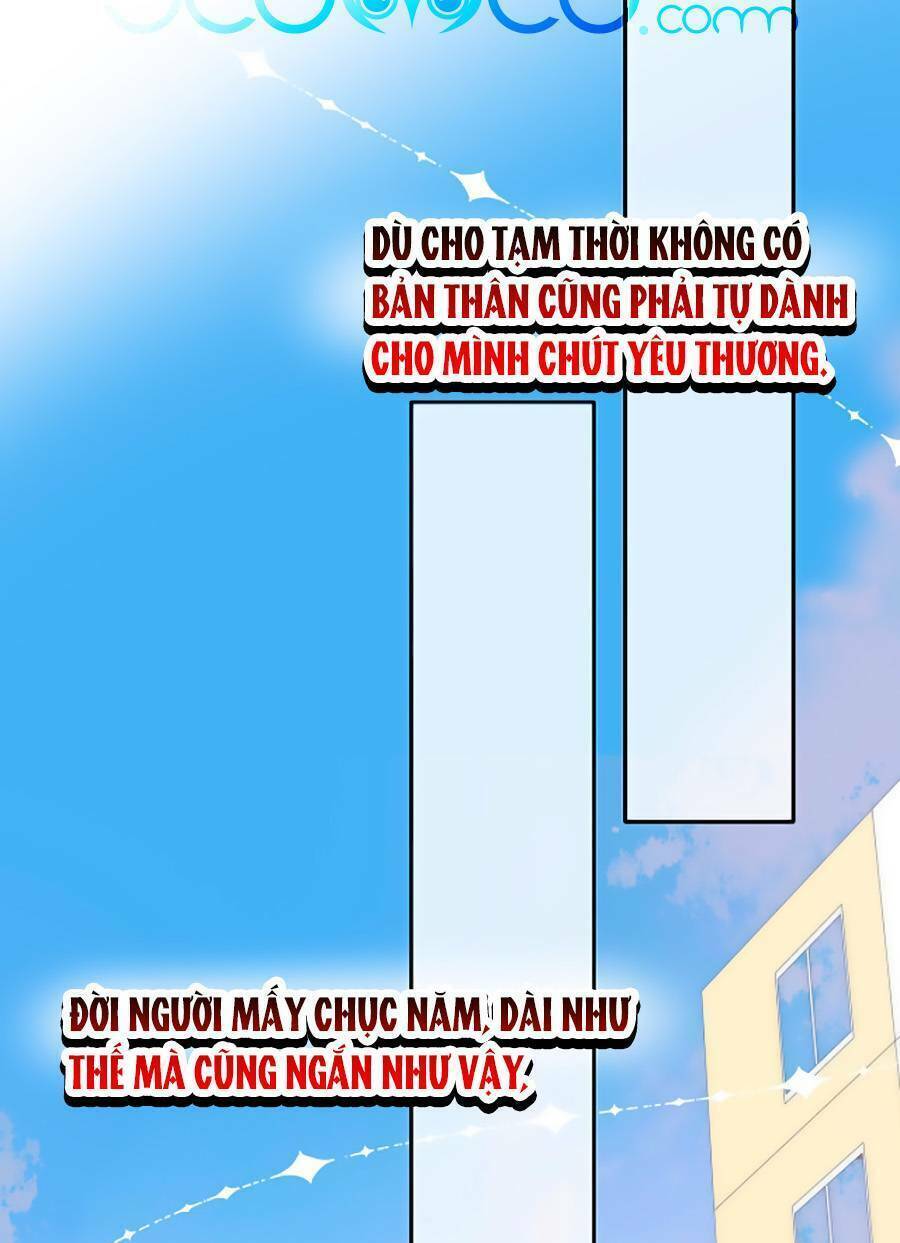 .com
DÙ CHO TẠM THỜI KHÔNG CÓ
BẢN THÂN CŨNG PHẢI TỰ DÀNH
CHO MÌNH CHÚT YÊU THƯƠNG.
ĐỜI NGƯỜI MẤY CHỤC NĂM, DÀI NHƯ
THẾ MÀ CŨNG NGẮN NHƯ VẬY,